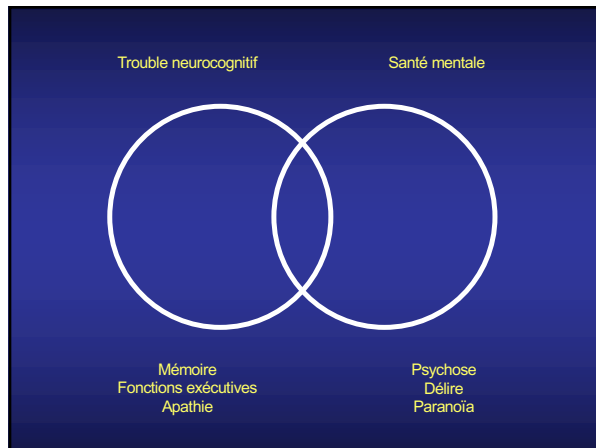 Trouble neurocognitif
Santé mentale
Mémoire
Fonctions exécutives
Apathie
Psychose
Délire
Paranoïa